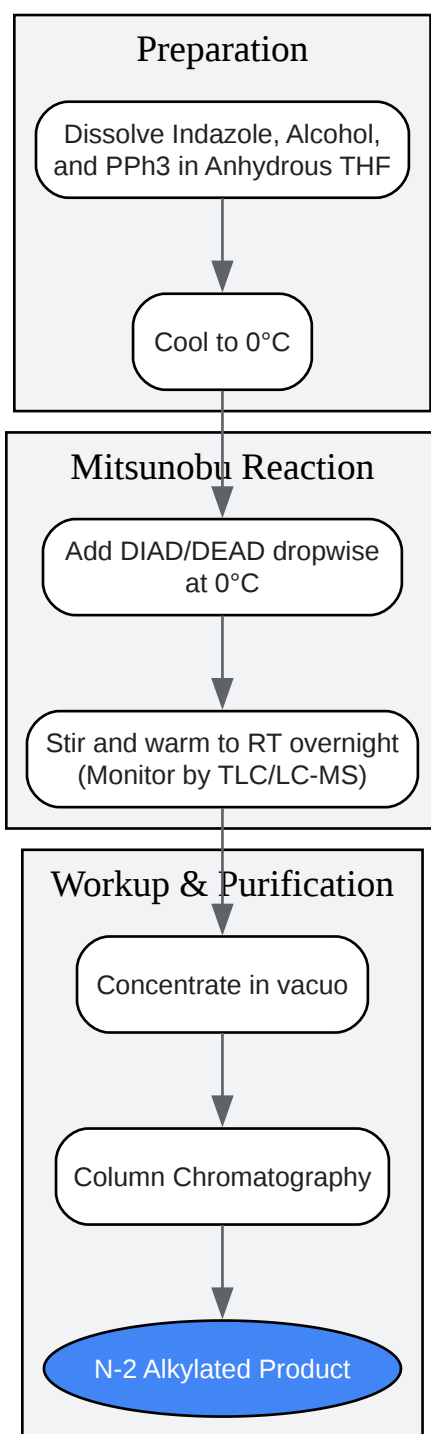 Preparation
Dissolve Indazole, Alcohol,
and PPh3 in Anhydrous THF
Cool to 0°C
Mitsunobu Reaction
Add DIAD/DEAD dropwise
at 0°C
Stir and warm to RT overnight
(Monitor by TLC/LC-MS)
Workup & Purification
Concentrate in vacuo
Column Chromatography
N-2 Alkylated Product